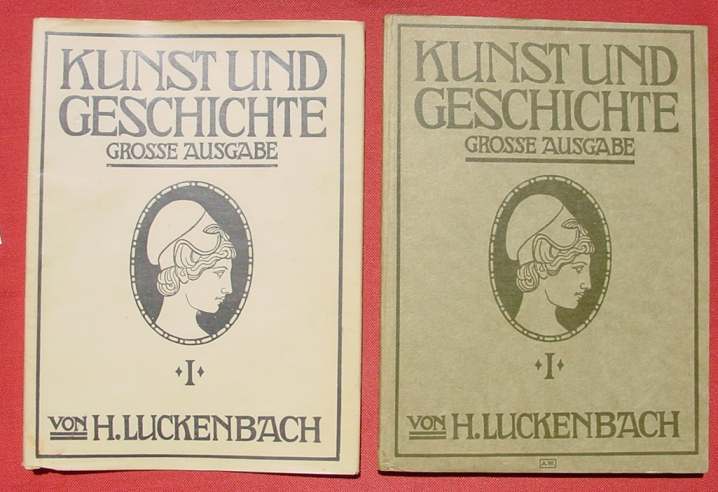 KUNST UND
GESCHICHTE
GROSSE AUSGABE
I
VON H. LUCKENBACH
KUNST UND
GESCHICHTE
GROSSE AUSGABE
I
VON H. LUCKENBACH